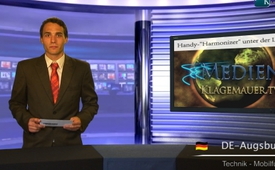 Handy-"Harmonizer" unter der L
MEDIEN
KLAGEMAUER.TV
DE-Augsbu
Technik - Mobilf